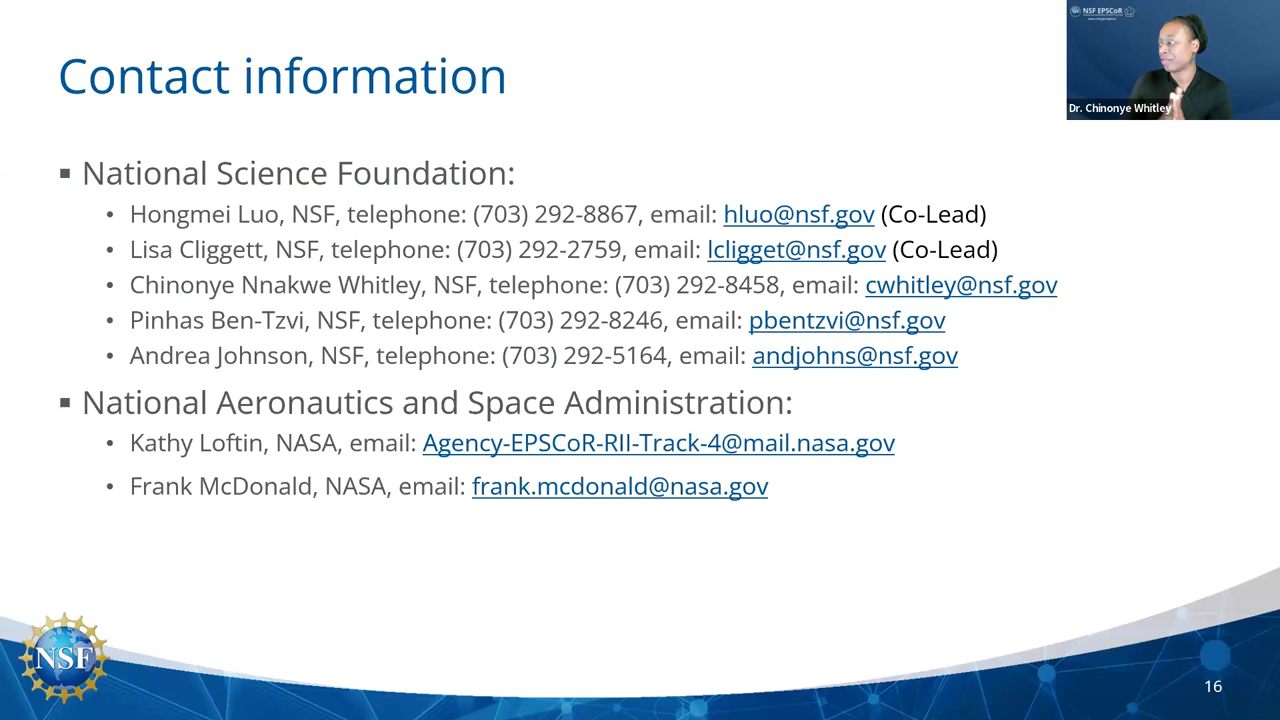 NSF EPSCoR
Dr. Chinonye Whitley
Contact information
▪ National Science Foundation:
• Hongmei Luo, NSF, telephone: (703) 292-8867, email: hluo@nsf.gov (Co-Lead)
• Lisa Cliggett, NSF, telephone: (703) 292-2759, email: lcligget@nsf.gov (Co-Lead)
• Chinonye Nnakwe Whitley, NSF, telephone: (703) 292-8458, email: cwhitley@nsf.gov
• Pinhas Ben-Tzvi, NSF, telephone: (703) 292-8246, email: pbentzvi@nsf.gov
• Andrea Johnson, NSF, telephone: (703) 292-5164, email: andjohns@nsf.gov
▪ National Aeronautics and Space Administration:
• Kathy Loftin, NASA, email: Agency-EPSCoR-RII-Track-4@mail.nasa.gov
• Frank McDonald, NASA, email: frank.mcdonald@nasa.gov
NSF
16